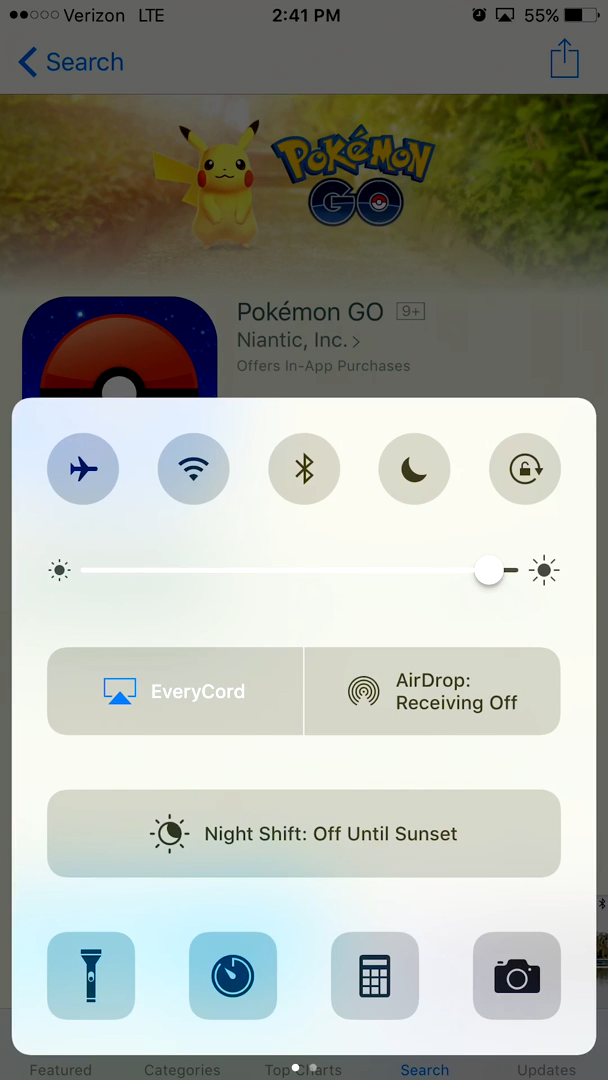 Verizon LTE 2:41 PM 55%
Search
POKÉMON
GO
Pokémon GO 9+
Niantic, Inc.
Offers In-App Purchases
EveryCord
AirDrop:
Receiving Off
Night Shift: Off Until Sunset
Featured Categories Top Charts Search Updates